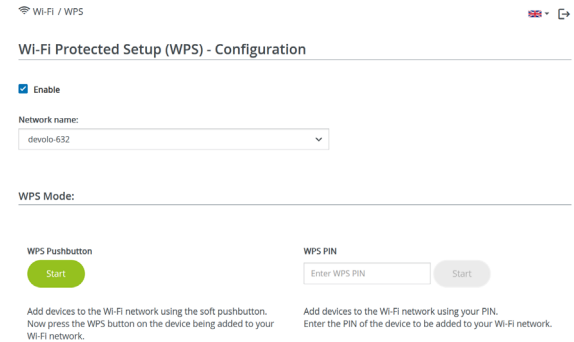 Wi-Fi / WPS
Wi-Fi Protected Setup (WPS) - Configuration
Enable
Network name:
devolo-632
WPS Mode:
WPS Pushbutton
Start
Add devices to the Wi-Fi network using the soft pushbutton.
Now press the WPS button on the device being added to your
Wi-Fi network.
WPS PIN
Enter WPS PIN
Start
Add devices to the Wi-Fi network using your PIN.
Enter the PIN of the device to be added to your Wi-Fi network.